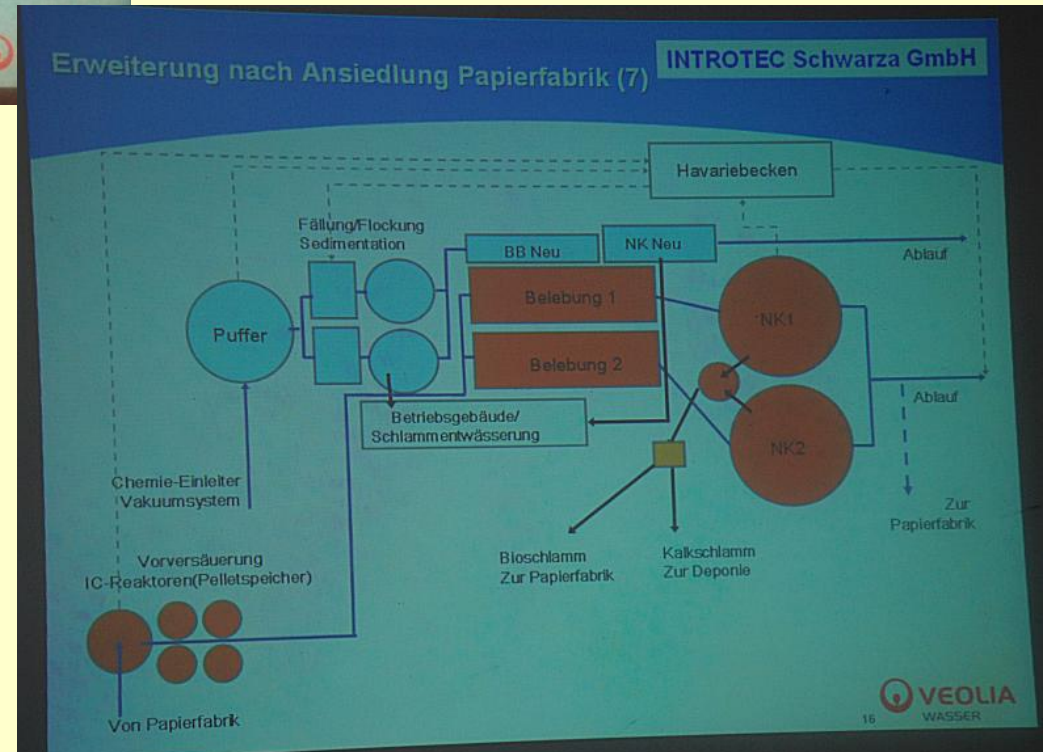 Erweiterung nach Ansiedlung Papierfabrik (7)
INTROTEC Schwarza GmbH
Havariebecken
Fällung/Flockung
Sedimentation
BB Neu
NK Neu
Ablauf
Puffer
Belebung 1
NK1
Belebung 2
Ablauf
Betriebsgebäude/
Schlammentwässerung
NK2
Chemie-Einleiter
Vakuumsystem
Zur
Papierfabrik
Bioschlamm
Zur Papierfabrik
Kalkschlamm
Zur Deponie
Vorversäuerung
IC-Reaktoren(Pelletspeicher)
Von Papierfabrik
16
VEOLIA
WASSER